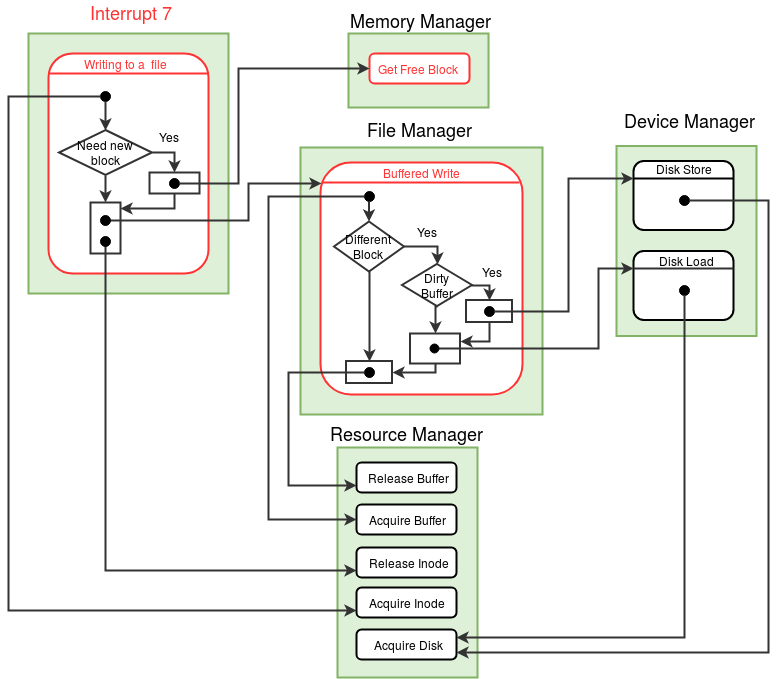 Interrupt 7
Writing to a file
Need new
block
Yes
Memory Manager
Get Free Block
File Manager
Buffered Write
Different
Block
Yes
Dirty
Buffer
Yes
Device Manager
Disk Store
Disk Load
Resource Manager
Release Buffer
Acquire Buffer
Release Inode
Acquire Inode
Acquire Disk